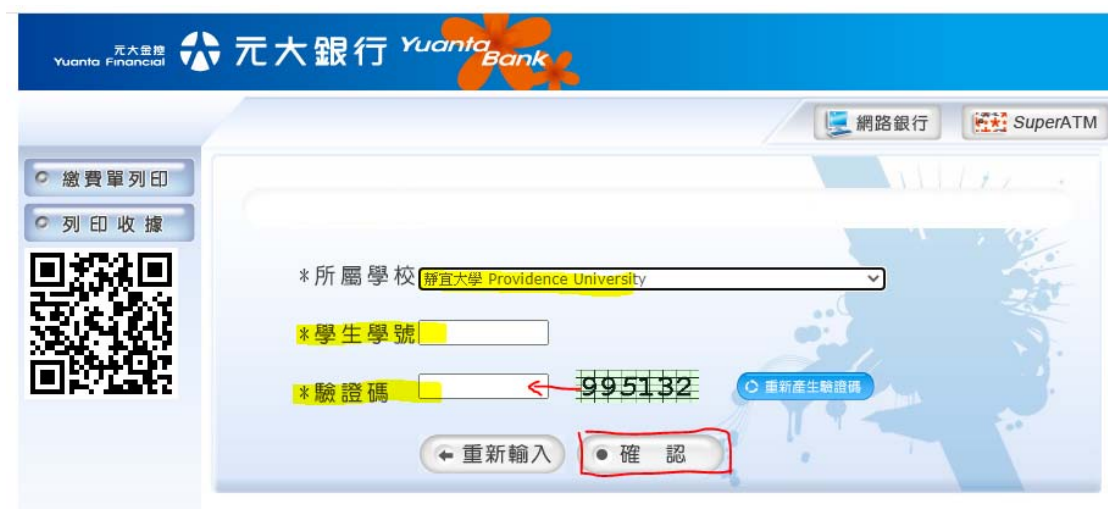 元大金控
Yuanta Financial
元大銀行 Yuanta Bank
網路銀行 SuperATM
繳費單列印
列印收據
*所屬學校 靜宜大學 Providence University
*學生學號
*驗證碼 995132 重新產生驗證碼
重新輸入 確 認